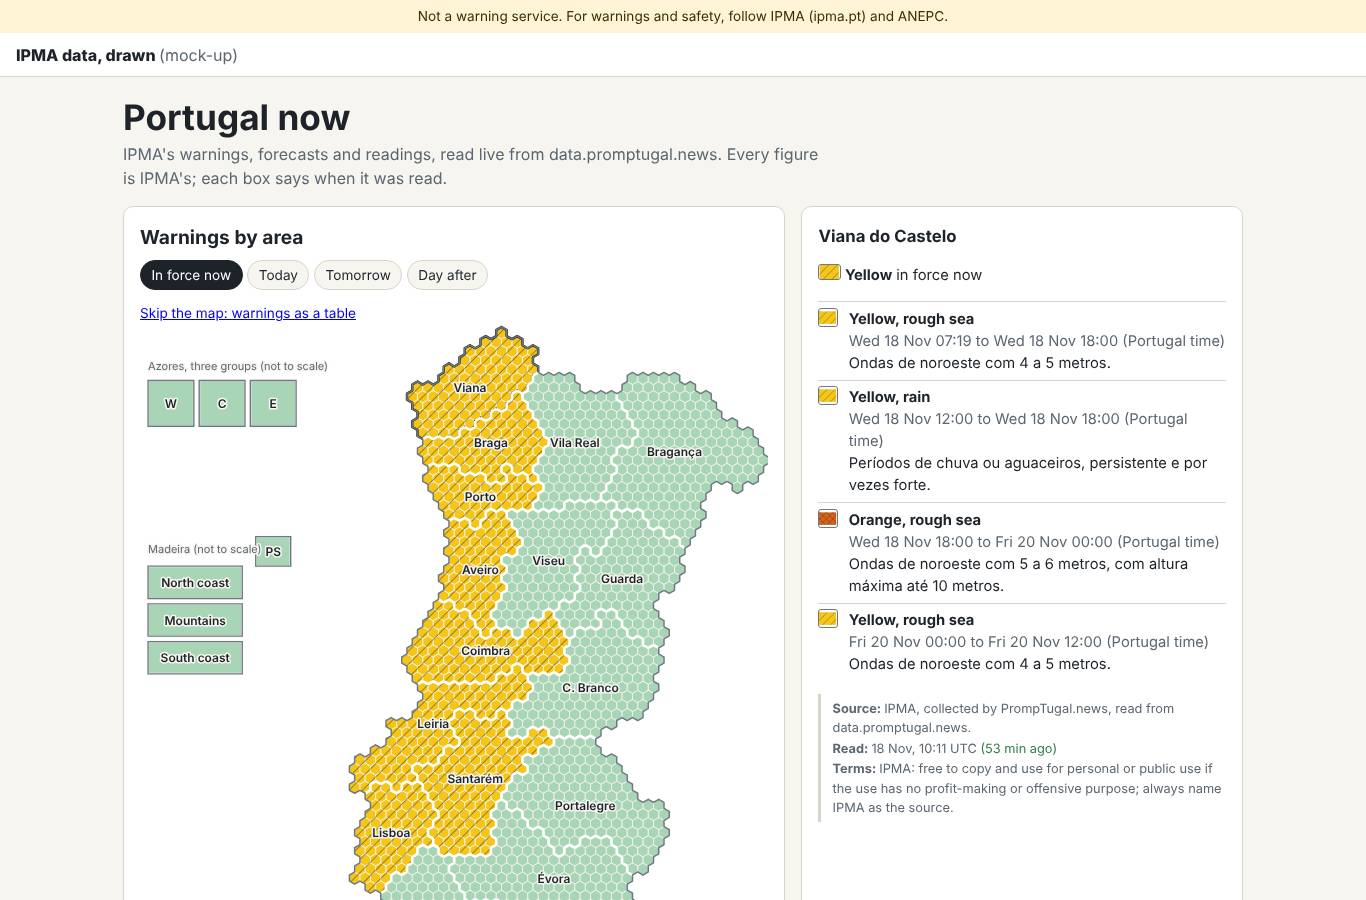 Not a warning service. For warnings and safety, follow IPMA (ipma.pt) and ANEPC.
IPMA data, drawn (mock-up)
Portugal now
IPMA's warnings, forecasts and readings, read live from data.promptugal.news. Every figure
is IPMA's; each box says when it was read.
Warnings by area
In force now
Today
Tomorrow
Day after
Skip the map: warnings as a table
Azores, three groups (not to scale)
W
C
E
Madeira (not to scale)
PS
North coast
Mountains
South coast
Viana
Braga
Vila Real
Bragança
Porto
Aveiro
Viseu
Guarda
Coimbra
C. Branco
Leiria
Santarém
Portalegre
Lisboa
Évora
Viana do Castelo
Yellow in force now
Yellow, rough sea
Wed 18 Nov 07:19 to Wed 18 Nov 18:00 (Portugal time)
Ondas de noroeste com 4 a 5 metros.
Yellow, rain
Wed 18 Nov 12:00 to Wed 18 Nov 18:00 (Portugal
time)
Períodos de chuva ou aguaceiros, persistente e por
vezes forte.
Orange, rough sea
Wed 18 Nov 18:00 to Fri 20 Nov 00:00 (Portugal time)
Ondas de noroeste com 5 a 6 metros, com altura
máxima até 10 metros.
Yellow, rough sea
Fri 20 Nov 00:00 to Fri 20 Nov 12:00 (Portugal time)
Ondas de noroeste com 4 a 5 metros.
Source: IPMA, collected by PrompTugal.news, read from
data.promptugal.news.
Read: 18 Nov, 10:11 UTC (53 min ago)
Terms: IPMA: free to copy and use for personal or public use if
the use has no profit-making or offensive purpose; always name
IPMA as the source.